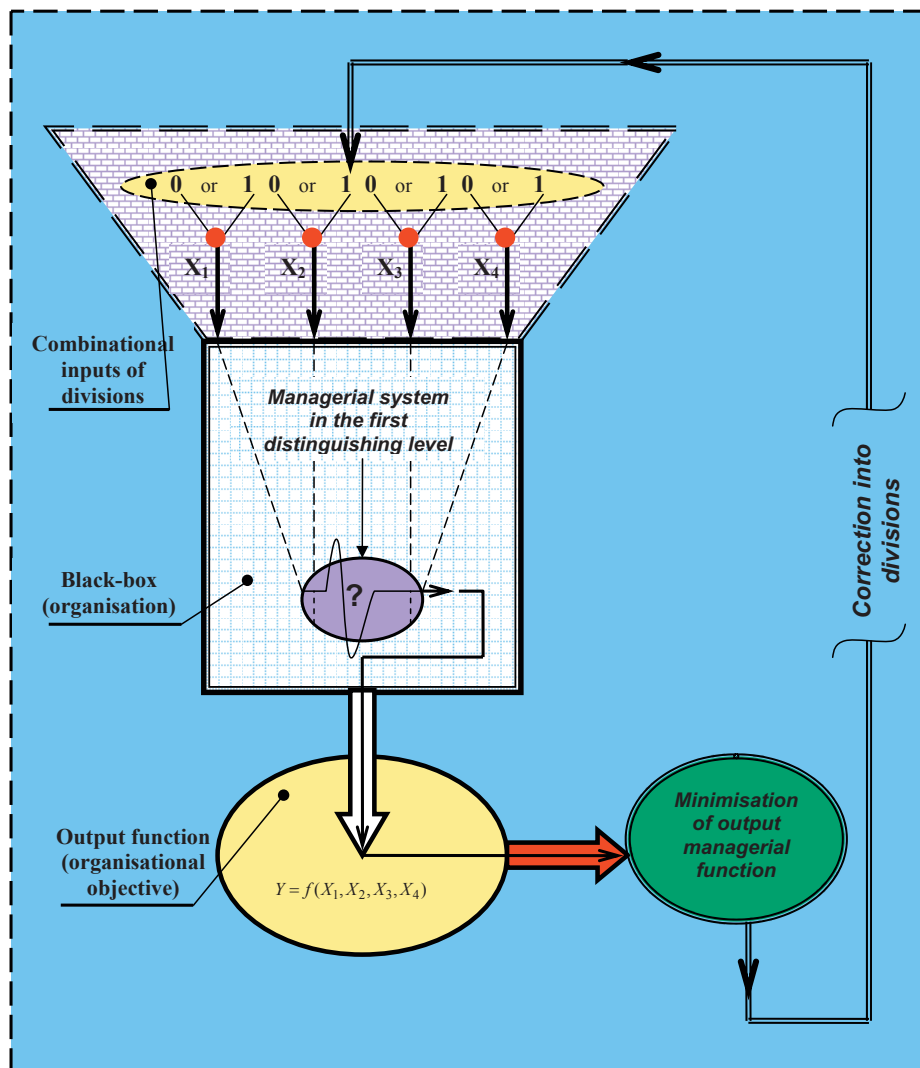 0 or 1 0 or 1 0 or 1 0 or 1
X1 X2 X3 X4
Combinational
inputs of
divisions
Managerial system
in the first
distinguishing level
Correction into
divisions
Black-box
(organisation)
?
Output function
(organisational
objective)
Y = f(X1, X2, X3, X4)
Minimisation
of output
managerial
function